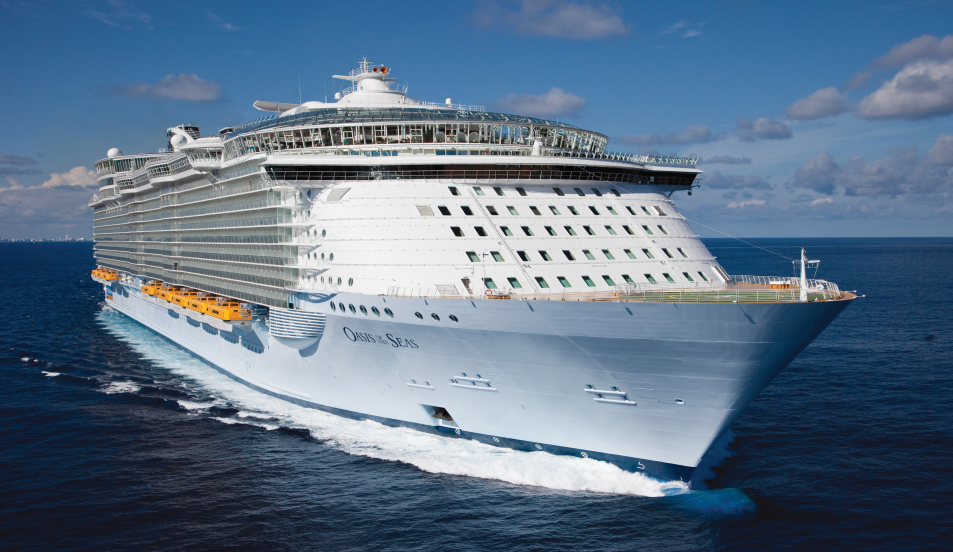 OASIS OF THE SEAS